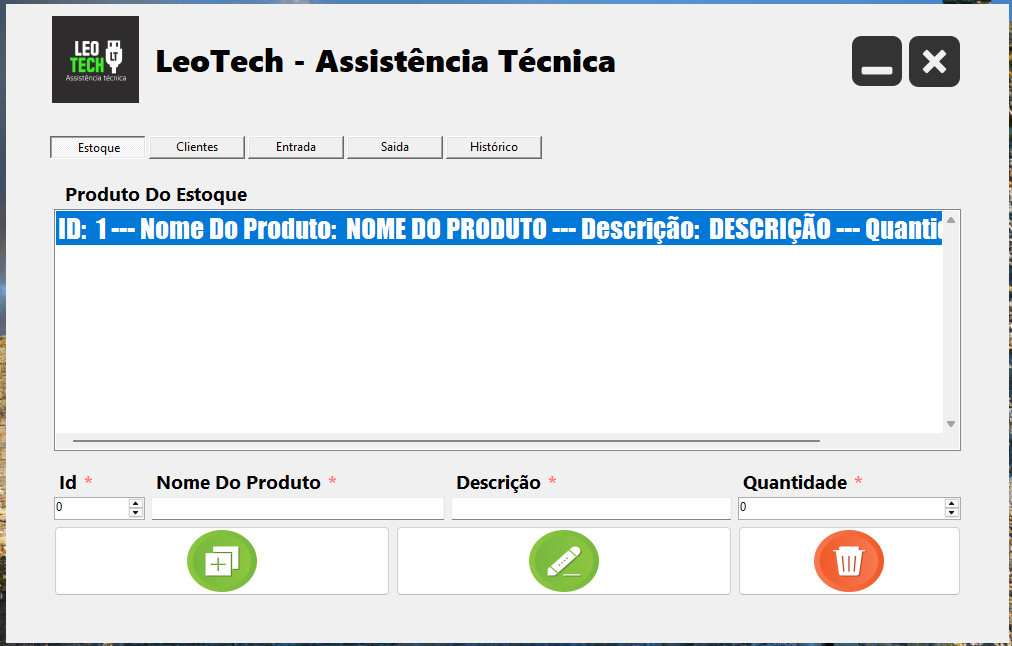 LEO
TECH
LT
Assistência técnica
LeoTech - Assistência Técnica
Estoque
Clientes
Entrada
Saida
Histórico
Produto Do Estoque
ID: 1 --- Nome Do Produto: NOME DO PRODUTO --- Descrição: DESCRIÇÃO --- Quanti
Id *
Nome Do Produto *
Descrição *
Quantidade *
0
0